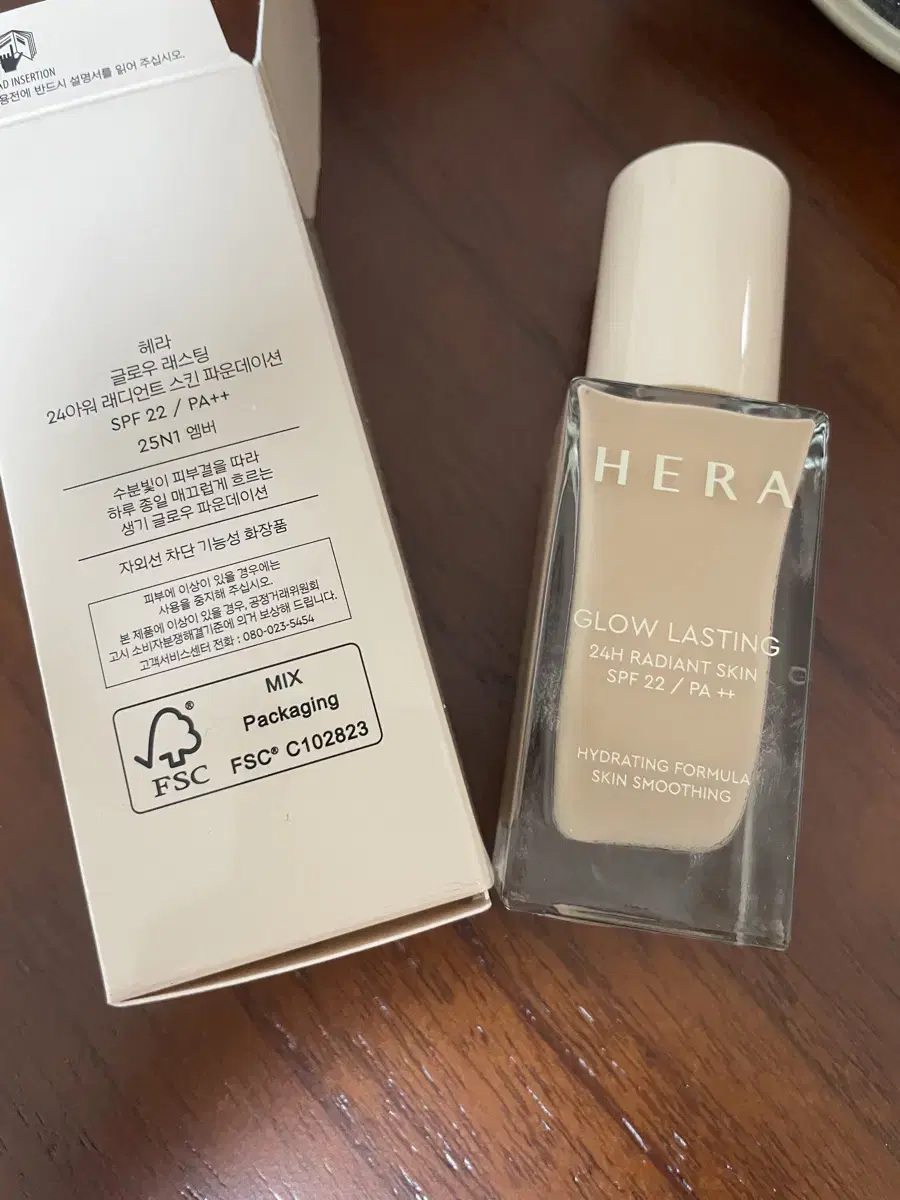 AD INSERTION
용전에 반드시 설명서를 읽어 주십시오.
헤라
글로우 래스팅
24아워 래디언트 스킨 파운데이션
SPF 22 / PA++
25N1 엠버
수분빛이 피부결을 따라
하루 종일 매끄럽게 흐르는
생기 글로우 파운데이션
자외선 차단 기능성 화장품
피부에 이상이 있을 경우에는
사용을 중지해 주십시오.
본 제품에 이상이 있을 경우, 공정거래위원회
고시 소비자분쟁해결기준에 의거 보상해 드립니다.
고객서비스센터 전화 : 080-023-5454
FSC®
MIX
Packaging
FSC® C102823
HERA
GLOW LASTING
24H RADIANT SKIN
SPF 22 / PA ++
HYDRATING FORMULA
SKIN SMOOTHING